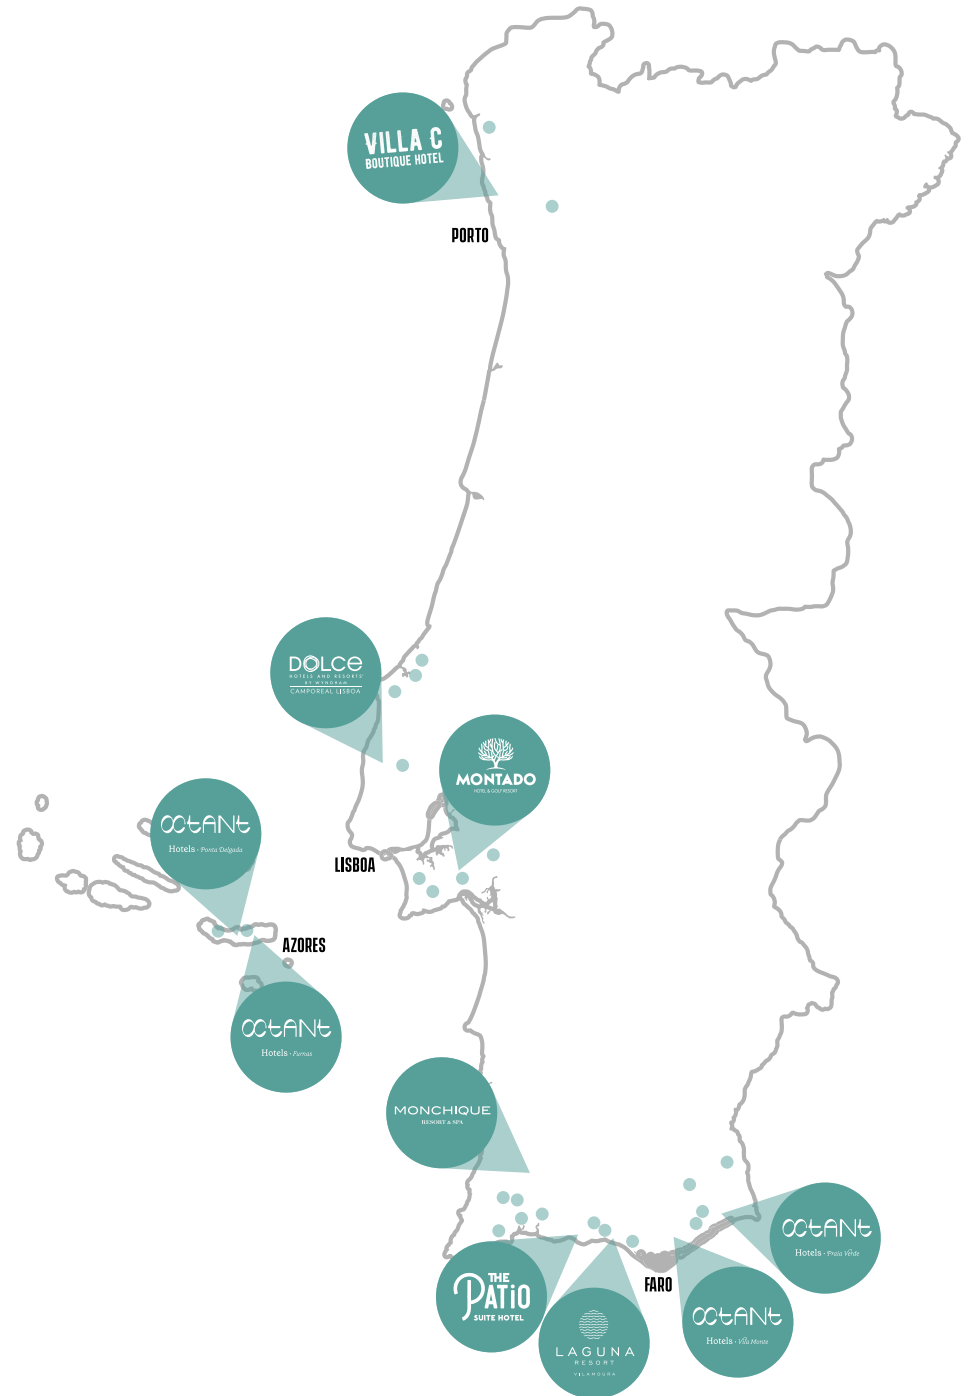 VILLA C
BOUTIQUE HOTEL
PORTO
DOLCE
HOTELS AND RESORTS
BY WYNDHAM
CAMPOREAL LISBOA
MONTADO
HOTEL & GOLF RESORT
OCTANT
Hotels · Ponta Delgada
LISBOA
AZORES
OCTANT
Hotels · Furnas
MONCHIQUE
RESORT & SPA
OCTANT
Hotels · Praia Verde
THE
PATIO
SUITE HOTEL
FARO
OCTANT
Hotels · Vila Monte
LAGUNA
RESORT
VILAMOURA